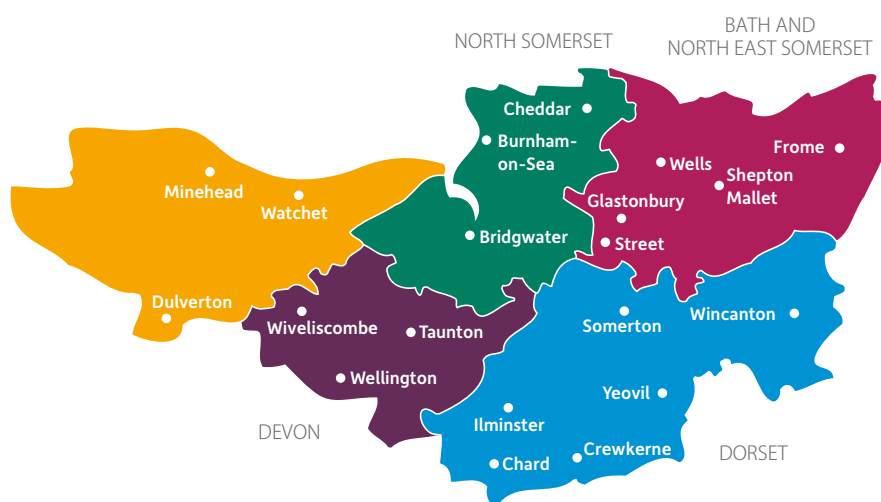 BATH AND
NORTH EAST SOMERSET
NORTH SOMERSET
Cheddar
Burnham-
on-Sea
Frome
Wells
Shepton
Mallet
Minehead
Watchet
Glastonbury
Street
Bridgwater
Dulverton
Wiveliscombe
Taunton
Somerton
Wincanton
Wellington
Yeovil
Ilminster
DEVON
Crewkerne
DORSET
Chard